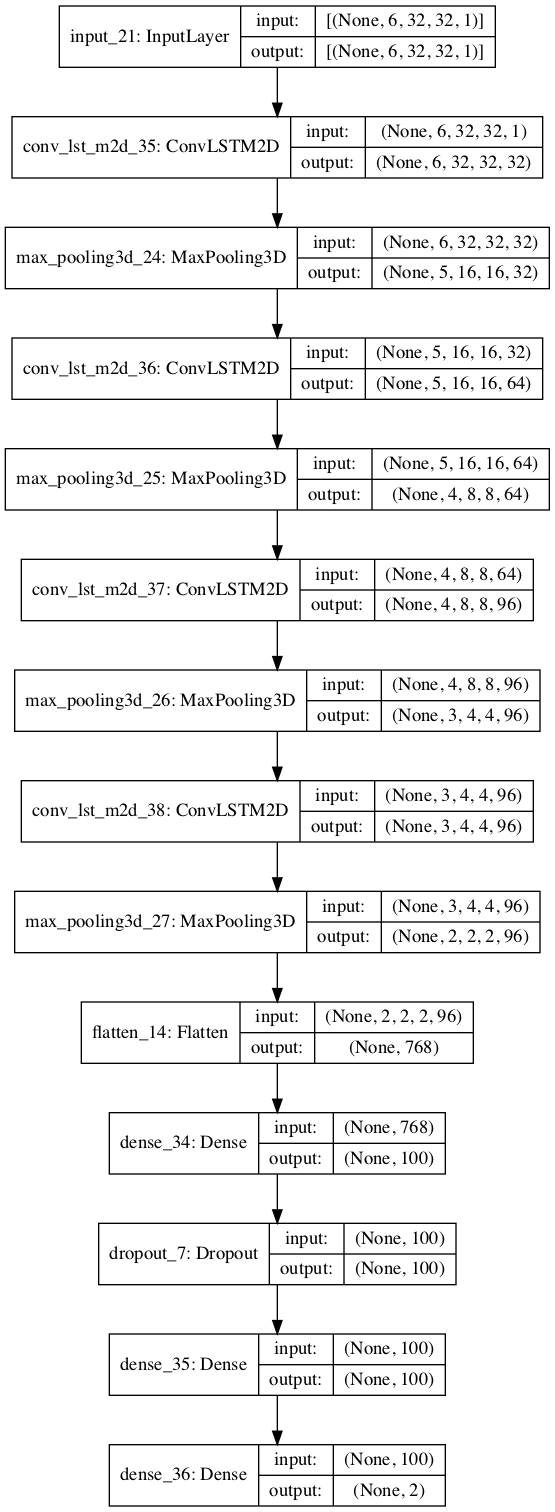 input_21: InputLayer
input: [(None, 6, 32, 32, 1)]
output: [(None, 6, 32, 32, 1)]
conv_lst_m2d_35: ConvLSTM2D
input: (None, 6, 32, 32, 1)
output: (None, 6, 32, 32, 32)
max_pooling3d_24: MaxPooling3D
input: (None, 6, 32, 32, 32)
output: (None, 5, 16, 16, 32)
conv_lst_m2d_36: ConvLSTM2D
input: (None, 5, 16, 16, 32)
output: (None, 5, 16, 16, 64)
max_pooling3d_25: MaxPooling3D
input: (None, 5, 16, 16, 64)
output: (None, 4, 8, 8, 64)
conv_lst_m2d_37: ConvLSTM2D
input: (None, 4, 8, 8, 64)
output: (None, 4, 8, 8, 96)
max_pooling3d_26: MaxPooling3D
input: (None, 4, 8, 8, 96)
output: (None, 3, 4, 4, 96)
conv_lst_m2d_38: ConvLSTM2D
input: (None, 3, 4, 4, 96)
output: (None, 3, 4, 4, 96)
max_pooling3d_27: MaxPooling3D
input: (None, 3, 4, 4, 96)
output: (None, 2, 2, 2, 96)
flatten_14: Flatten
input: (None, 2, 2, 2, 96)
output: (None, 768)
dense_34: Dense
input: (None, 768)
output: (None, 100)
dropout_7: Dropout
input: (None, 100)
output: (None, 100)
dense_35: Dense
input: (None, 100)
output: (None, 100)
dense_36: Dense
input: (None, 100)
output: (None, 2)